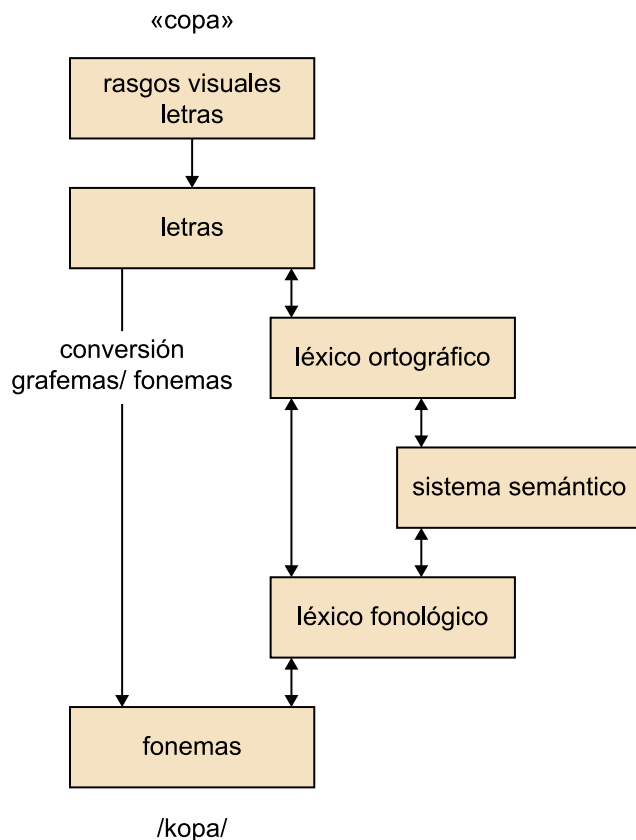 «copa»
rasgos visuales
letras
letras
conversión
grafemas/ fonemas
léxico ortográfico
sistema semántico
léxico fonológico
fonemas
/kopa/